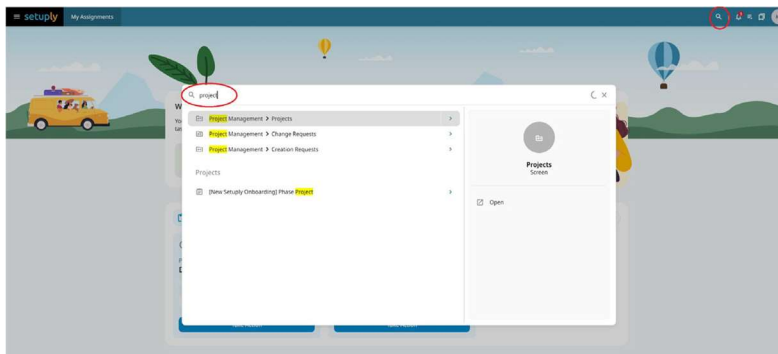 setuply
My Assignments
project
Project Management > Projects
Project Management > Change Requests
Project Management > Creation Requests
Projects
[New Setuply Onboarding] Phase Project
Projects
Screen
Open